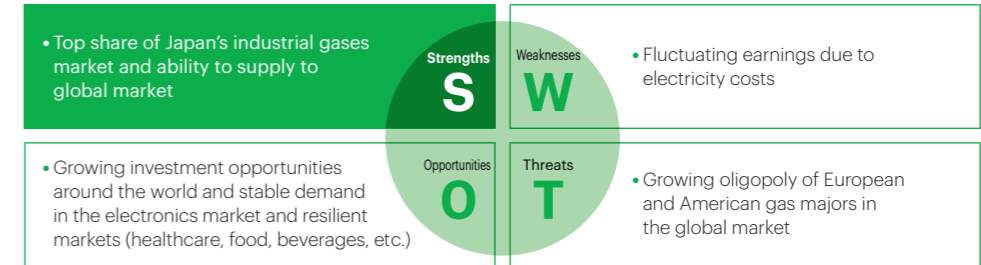 • Top share of Japan's industrial gases
market and ability to supply to
global market
Strengths
S
Weaknesses
W
• Fluctuating earnings due to
electricity costs
• Growing investment opportunities
around the world and stable demand
in the electronics market and resilient
markets (healthcare, food, beverages, etc.)
Opportunities
O
Threats
T
• Growing oligopoly of European
and American gas majors in
the global market